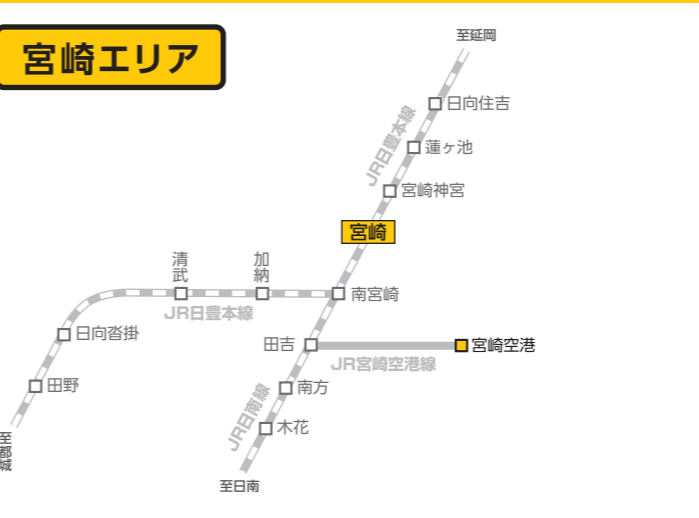 宮崎エリア
至延岡
日向住吉
JR日豊本線
蓮ヶ池
宮崎神宮
宮崎
清武
加納
南宮崎
JR日豊本線
日向沓掛
田吉
宮崎空港
JR宮崎空港線
田野
南方
JR日南線
木花
至都城
至日南